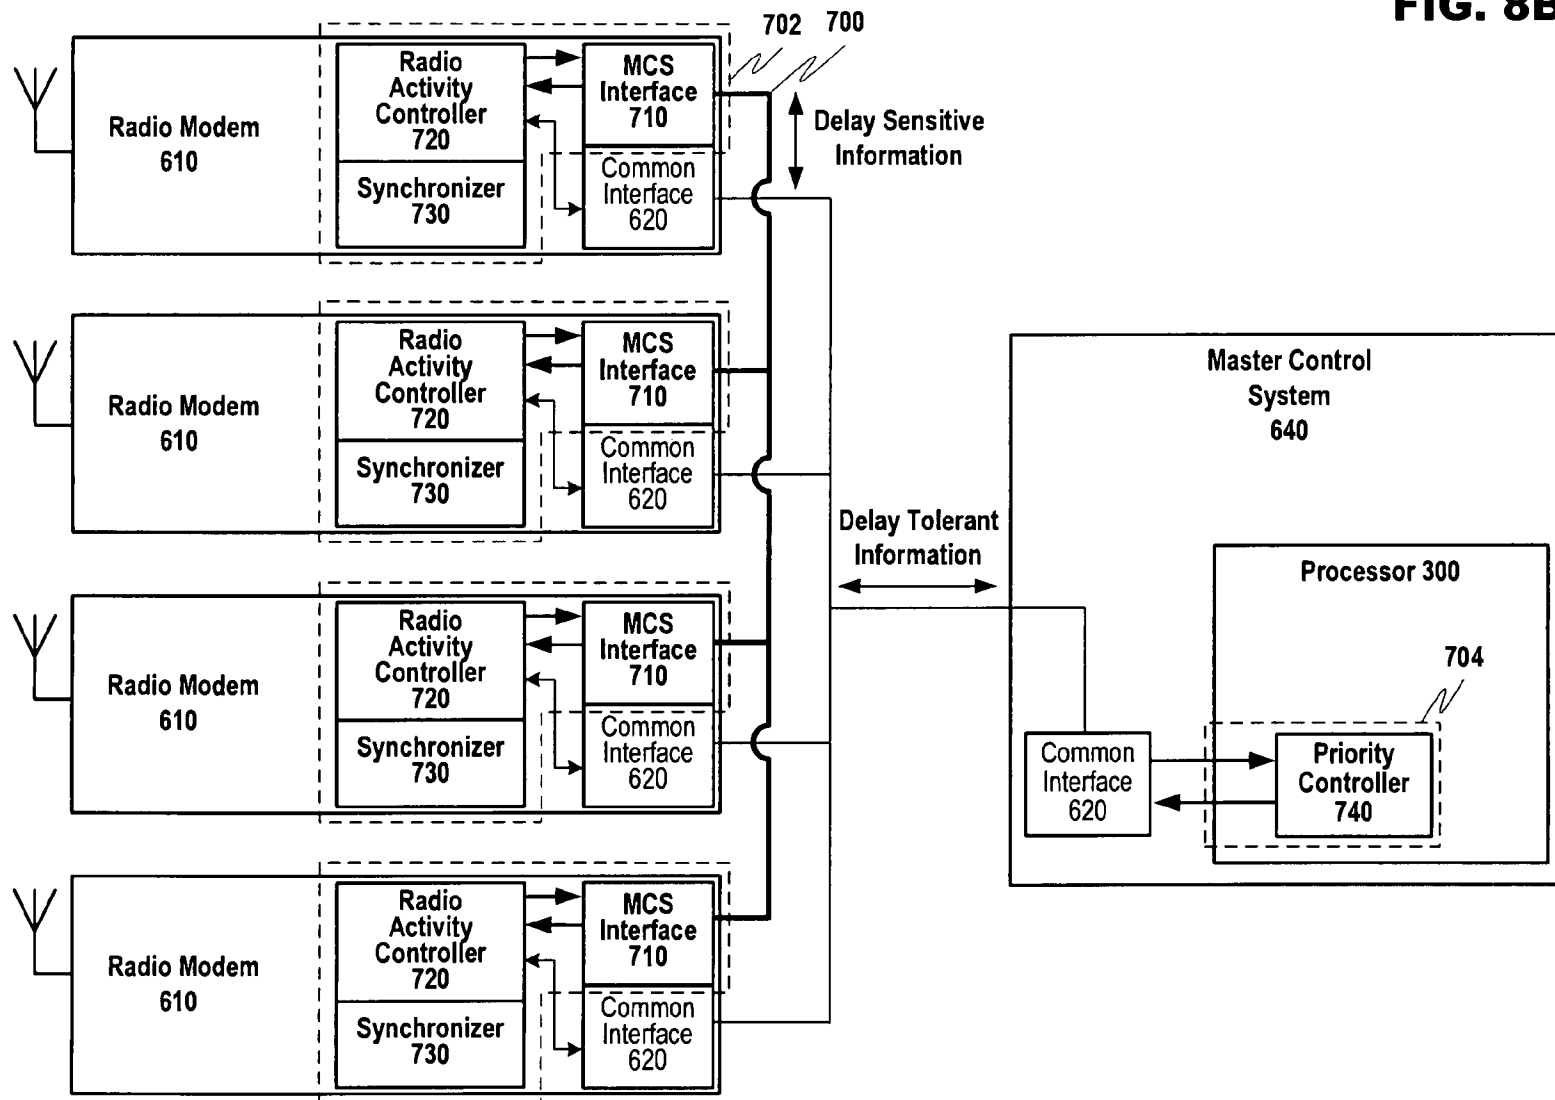 FIG. 8B
702 700
Radio Modem
610
Radio
Activity
Controller
720
Synchronizer
730
MCS
Interface
710
Common
Interface
620
Delay Sensitive
Information
Radio Modem
610
Radio
Activity
Controller
720
Synchronizer
730
MCS
Interface
710
Common
Interface
620
Radio Modem
610
Radio
Activity
Controller
720
Synchronizer
730
MCS
Interface
710
Common
Interface
620
Radio Modem
610
Radio
Activity
Controller
720
Synchronizer
730
MCS
Interface
710
Common
Interface
620
Delay Tolerant
Information
Master Control
System
640
Processor 300
704
Common
Interface
620
Priority
Controller
740